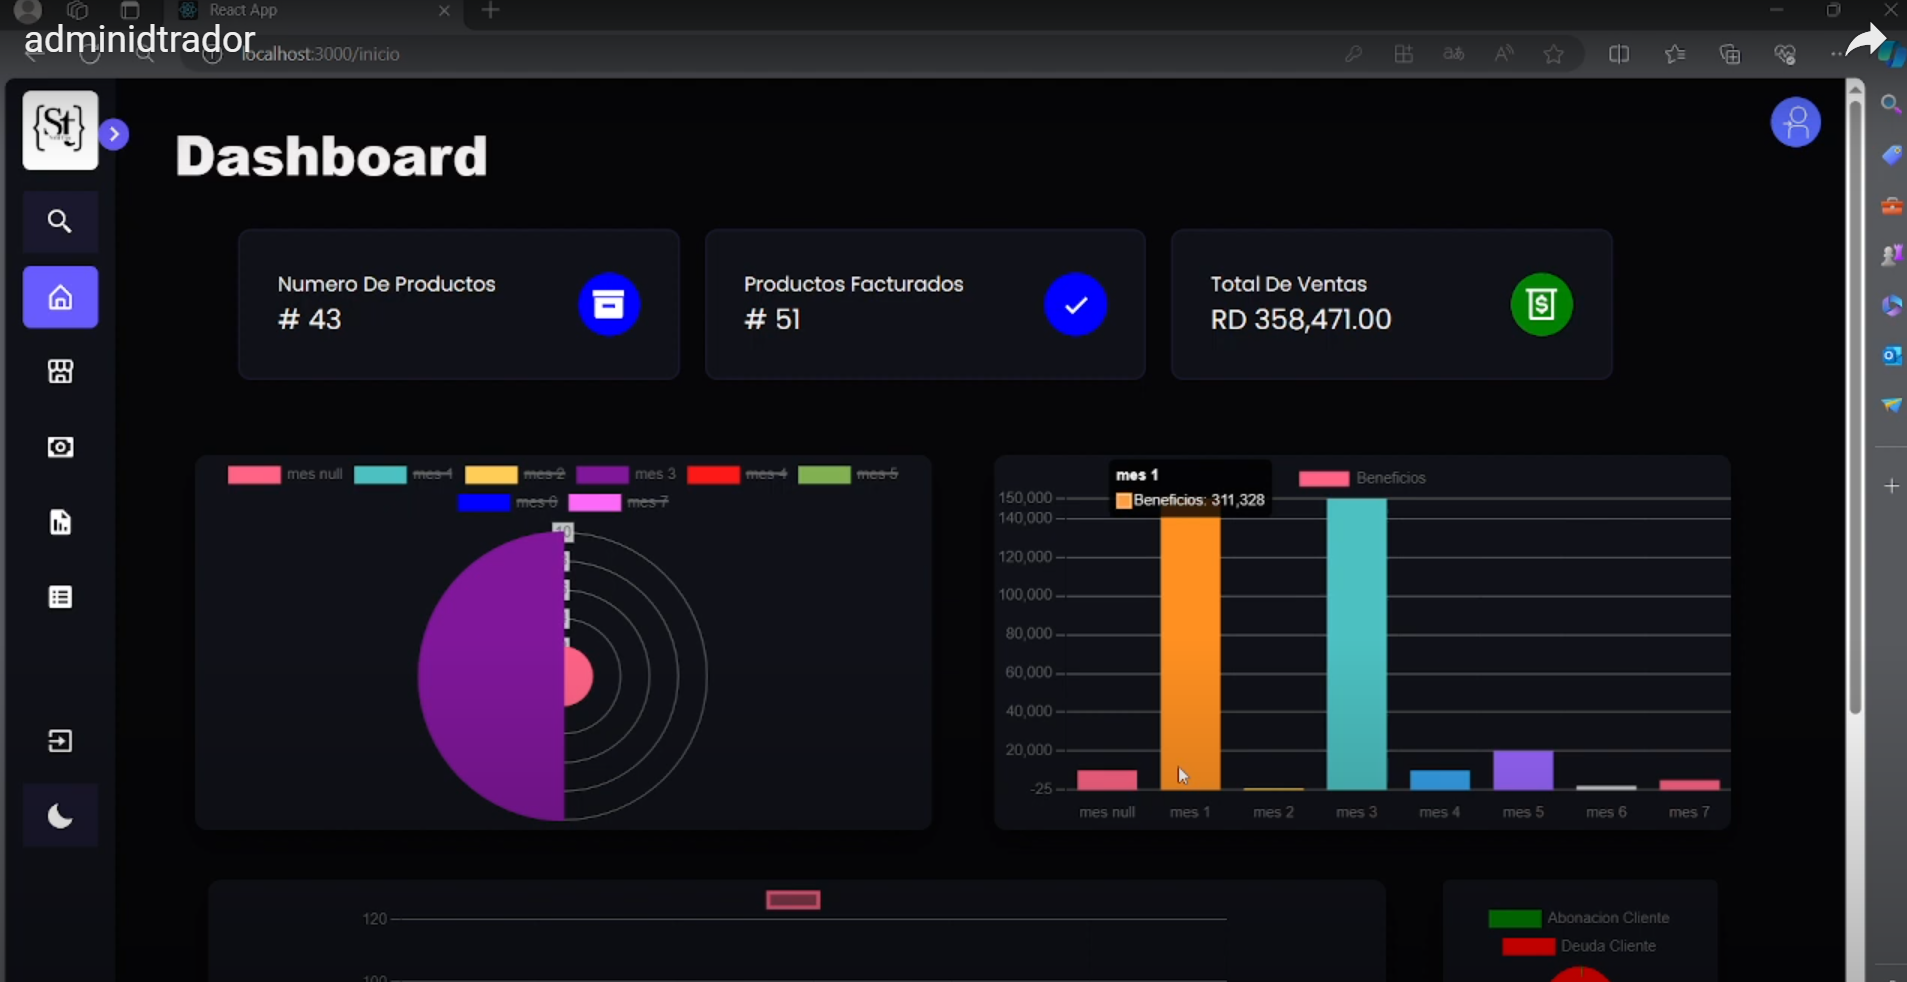 React App
adminidtrador
localhost:3000/inicio
{St}
Dashboard
Numero De Productos
# 43
Productos Facturados
# 51
Total De Ventas
RD 358,471.00
mes null mes 1 mes 2 mes 3 mes 4 mes 5
mes 6 mes 7
10
mes 1
Beneficios: 311,328
Beneficios
150,000
140,000
120,000
100,000
80,000
60,000
40,000
20,000
-25
mes null mes 1 mes 2 mes 3 mes 4 mes 5 mes 6 mes 7
120
100
Abonacion Cliente
Deuda Cliente